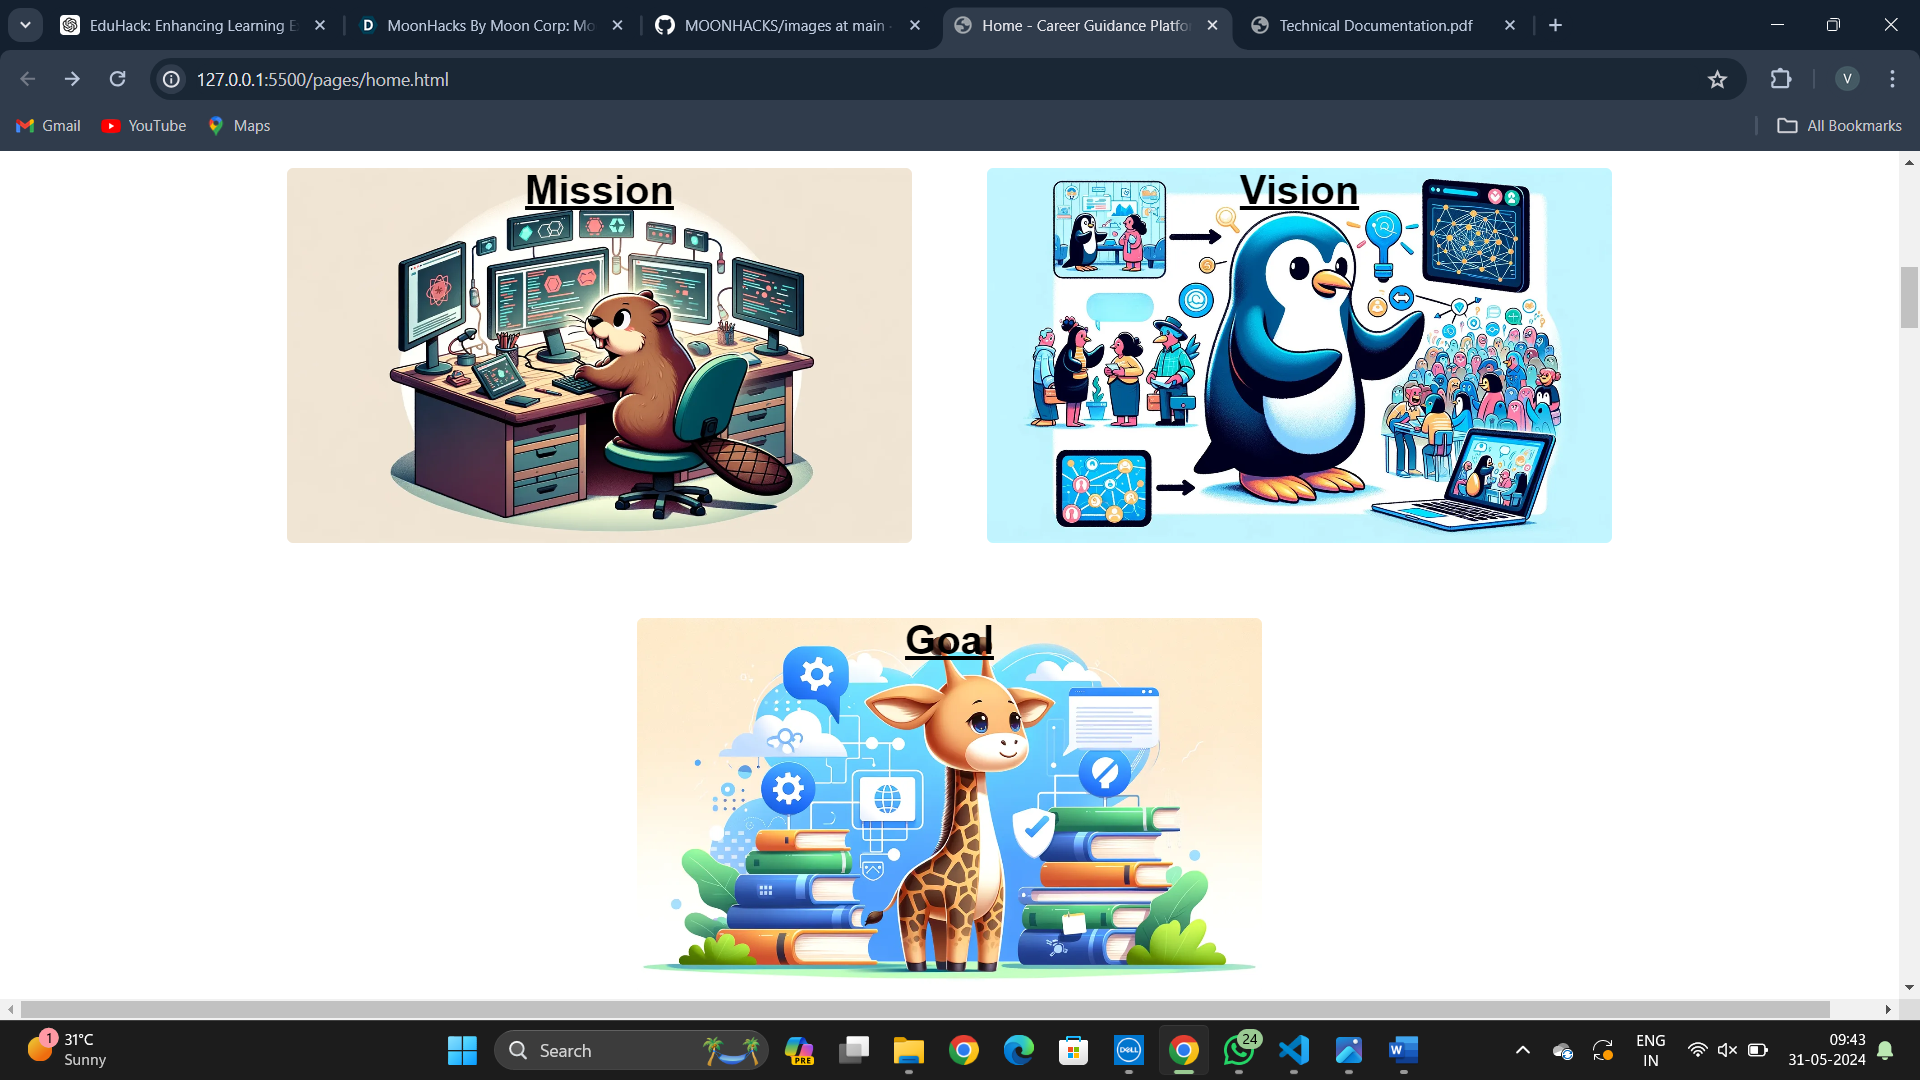 EduHack: Enhancing Learning E
MoonHacks By Moon Corp: Mo
MOONHACKS/images at main
Home - Career Guidance Platfo
Technical Documentation.pdf
127.0.0.1:5500/pages/home.html
V
Gmail
YouTube
Maps
All Bookmarks
Mission
Vision
Goal
1
31°C
Sunny
Search
PRE
DELL
24
W
ENG
IN
09:43
31-05-2024